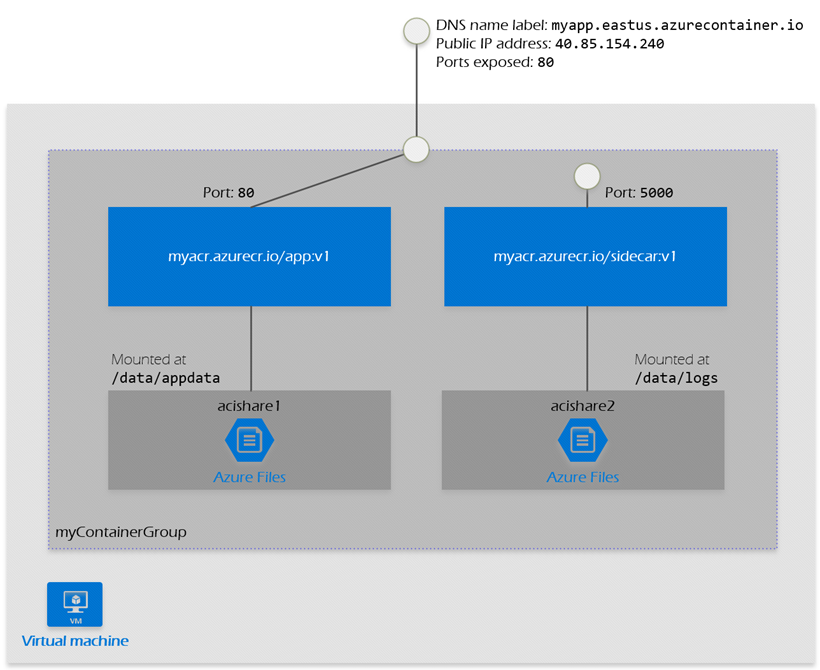 DNS name label: myapp.eastus.azurecontainer.io
Public IP address: 40.85.154.240
Ports exposed: 80
Port: 80
Port: 5000
myacr.azurecr.io/app:v1
myacr.azurecr.io/sidecar:v1
Mounted at
/data/appdata
Mounted at
/data/logs
acishare1
Azure Files
acishare2
Azure Files
myContainerGroup
VM
Virtual machine